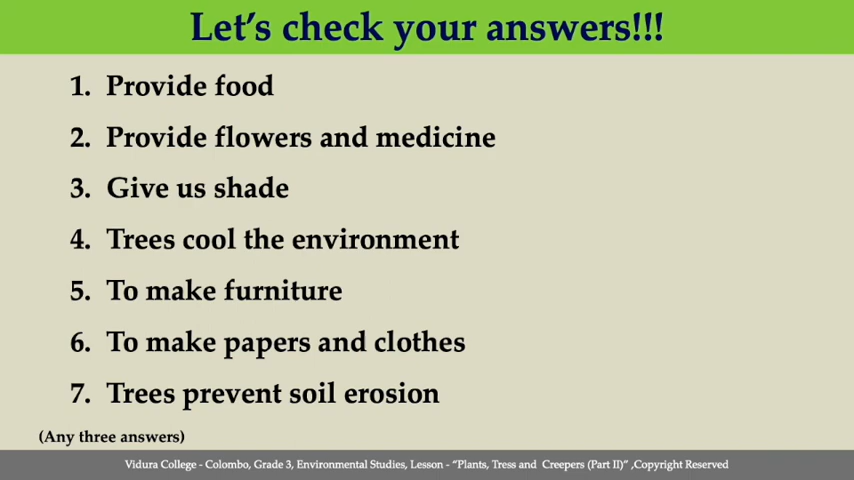 Let's check your answers!!!
1. Provide food
2. Provide flowers and medicine
3. Give us shade
4. Trees cool the environment
5. To make furniture
6. To make papers and clothes
7. Trees prevent soil erosion
(Any three answers)
Vidura College - Colombo, Grade 3, Environmental Studies, Lesson - “Plants, Tress and Creepers (Part II)” ,Copyright Reserved